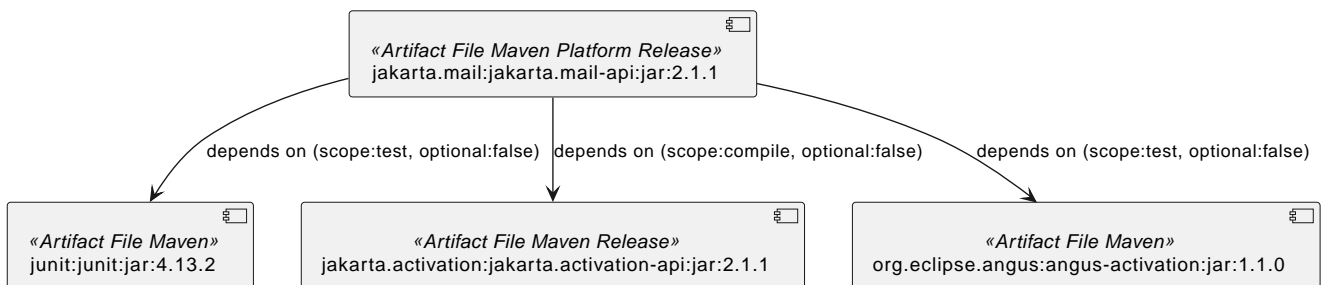 «Artifact File Maven Platform Release»
jakarta.mail:jakarta.mail-api:jar:2.1.1
depends on (scope:test, optional:false)
depends on (scope:compile, optional:false)
depends on (scope:test, optional:false)
«Artifact File Maven»
junit:junit:jar:4.13.2
«Artifact File Maven Release»
jakarta.activation:jakarta.activation-api:jar:2.1.1
«Artifact File Maven»
org.eclipse.angus:angus-activation:jar:1.1.0